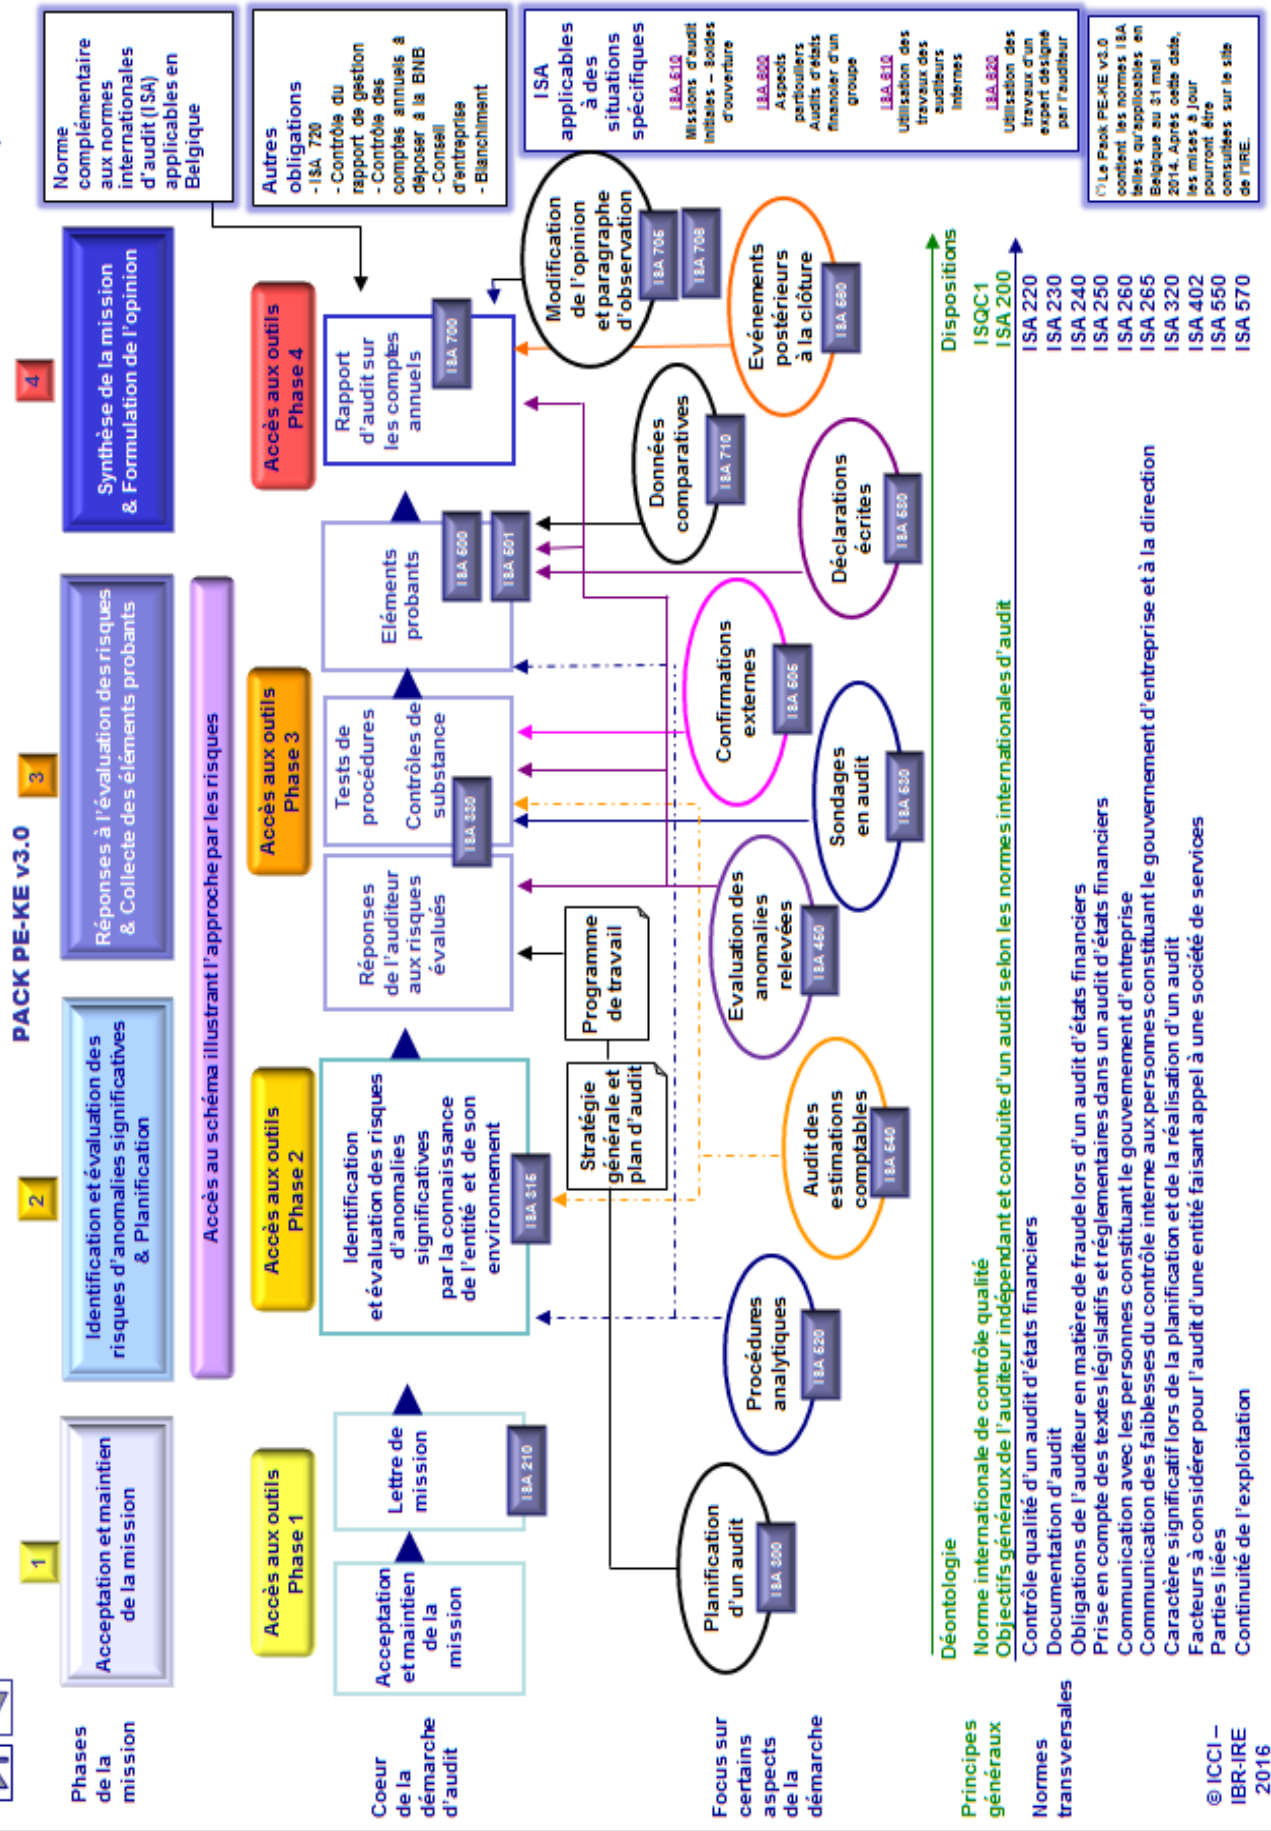 PACK PE-KE v3.0
Phases
de la
mission
1
Acceptation et maintien
de la mission
2
Identification et évaluation des
risques d'anomalies significatives
& Planification
3
Réponses à l'évaluation des risques
& Collecte des éléments probants
4
Synthèse de la mission
& Formulation de l'opinion
Norme
complémentaire
aux normes
internationales
d'audit (ISA)
applicables en
Belgique
Accès au schéma illustrant l'approche par les risques
Accès aux outils
Phase 1
Accès aux outils
Phase 2
Accès aux outils
Phase 3
Accès aux outils
Phase 4
Autres
obligations
- ISA 720
- Contrôle du
rapport de gestion
- Contrôle des
comptes annuels à
déposer à la BNB
- Conseil
d'entreprise
- Blanchiment
Coeur
de la
démarche
d'audit
Acceptation
et maintien
de la
mission
Lettre de
mission
ISA 210
Identification
et évaluation des risques
d'anomalies
significatives
par la connaissance
de l'entité et de son
environnement
ISA 315
Réponses
de l'auditeur
aux risques
évalués
Tests de
procédures
Contrôles de
substance
ISA 330
Eléments
probants
ISA 500
ISA 501
Rapport
d'audit sur
les comptes
annuels
ISA 700
ISA
applicables
à des
situations
spécifiques
ISA 510
Missions d'audit
Initiales – Soldes
d'ouverture
ISA 600
Aspects
particuliers
Audits d'états
financier d'un
groupe
ISA 610
Utilisation des
travaux des
auditeurs
Internes
ISA 620
Utilisation des
travaux d'un
expert désigné
par l'auditeur
Stratégie
générale et
plan d'audit
Programme
de travail
Modification
de l'opinion
et paragraphe
d'observation
ISA 705
ISA 706
Focus sur
certains
aspects
de la
démarche
Planification
d'un audit
ISA 300
Procédures
analytiques
ISA 520
Audit des
estimations
comptables
ISA 540
Evaluation des
anomalies
relevées
ISA 450
Sondages
en audit
ISA 530
Confirmations
externes
ISA 505
Déclarations
écrites
ISA 580
Données
comparatives
ISA 710
Evénements
postérieurs
à la clôture
ISA 560
Principes
généraux
Déontologie Dispositions
Norme internationale de contrôle qualité ISQC1
Objectifs généraux de l'auditeur indépendant et conduite d'un audit selon les normes internationales d'audit ISA 200
Normes
transversales
Contrôle qualité d'un audit d'états financiers ISA 220
Documentation d'audit ISA 230
Obligations de l'auditeur en matière de fraude lors d'un audit d'états financiers ISA 240
Prise en compte des textes législatifs et réglementaires dans un audit d'états financiers ISA 250
Communication avec les personnes constituant le gouvernement d'entreprise ISA 260
Communication des faiblesses du contrôle interne aux personnes constituant le gouvernement d'entreprise et à la direction ISA 265
Caractère significatif lors de la planification et de la réalisation d'un audit ISA 320
Facteurs à considérer pour l'audit d'une entité faisant appel à une société de services ISA 402
Parties liées ISA 550
Continuité de l'exploitation ISA 570
(*) Le Pack PE-KE v3.0
contient les normes ISA
telles qu'applicables en
Belgique au 31 mai
2014. Après cette date,
les mises à jour
pourront être
consultées sur le site
de l'IRE.
© ICCI –
IBR-IRE
2016